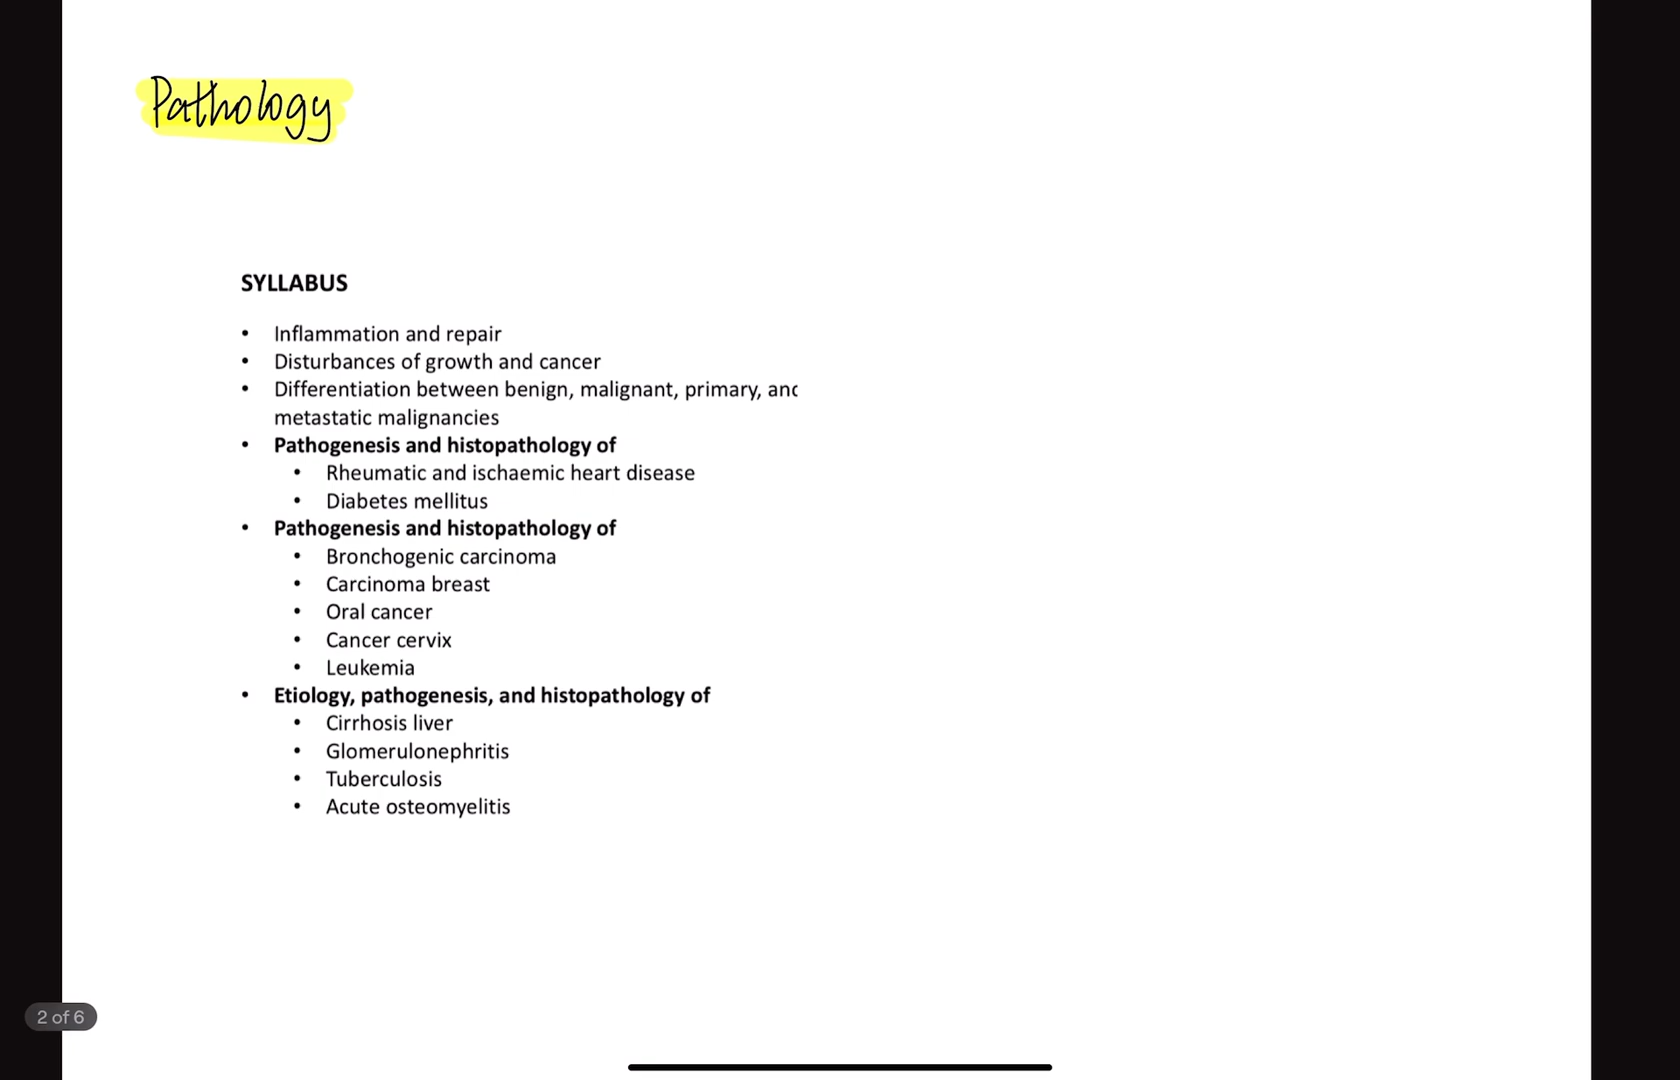 Pathology
SYLLABUS
• Inflammation and repair
• Disturbances of growth and cancer
• Differentiation between benign, malignant, primary, and
metastatic malignancies
• Pathogenesis and histopathology of
• Rheumatic and ischaemic heart disease
• Diabetes mellitus
• Pathogenesis and histopathology of
• Bronchogenic carcinoma
• Carcinoma breast
• Oral cancer
• Cancer cervix
• Leukemia
• Etiology, pathogenesis, and histopathology of
• Cirrhosis liver
• Glomerulonephritis
• Tuberculosis
• Acute osteomyelitis
2 of 6